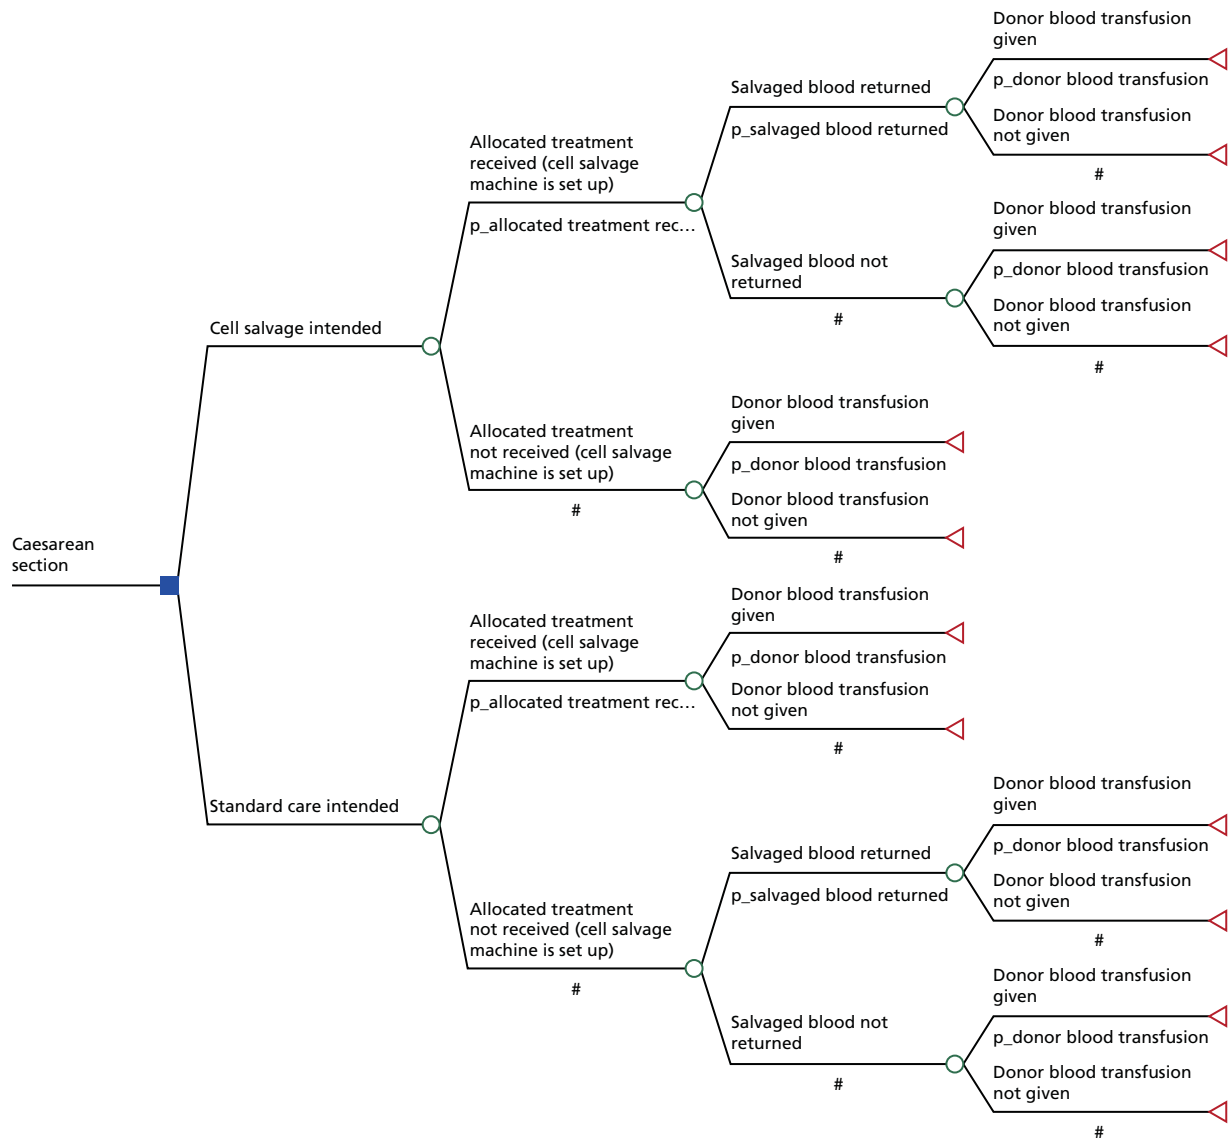 Donor blood transfusion
given
p_donor blood transfusion
Donor blood transfusion
not given
#
Salvaged blood returned
p_salvaged blood returned
Allocated treatment
received (cell salvage
machine is set up)
p_allocated treatment rec…
Donor blood transfusion
given
p_donor blood transfusion
Donor blood transfusion
not given
#
Salvaged blood not
returned
#
Cell salvage intended
Donor blood transfusion
given
p_donor blood transfusion
Donor blood transfusion
not given
#
Allocated treatment
not received (cell salvage
machine is set up)
#
Caesarean
section
Donor blood transfusion
given
p_donor blood transfusion
Donor blood transfusion
not given
#
Allocated treatment
received (cell salvage
machine is set up)
p_allocated treatment rec…
Standard care intended
Donor blood transfusion
given
p_donor blood transfusion
Donor blood transfusion
not given
#
Salvaged blood returned
p_salvaged blood returned
Allocated treatment
not received (cell salvage
machine is set up)
#
Donor blood transfusion
given
p_donor blood transfusion
Donor blood transfusion
not given
#
Salvaged blood not
returned
#